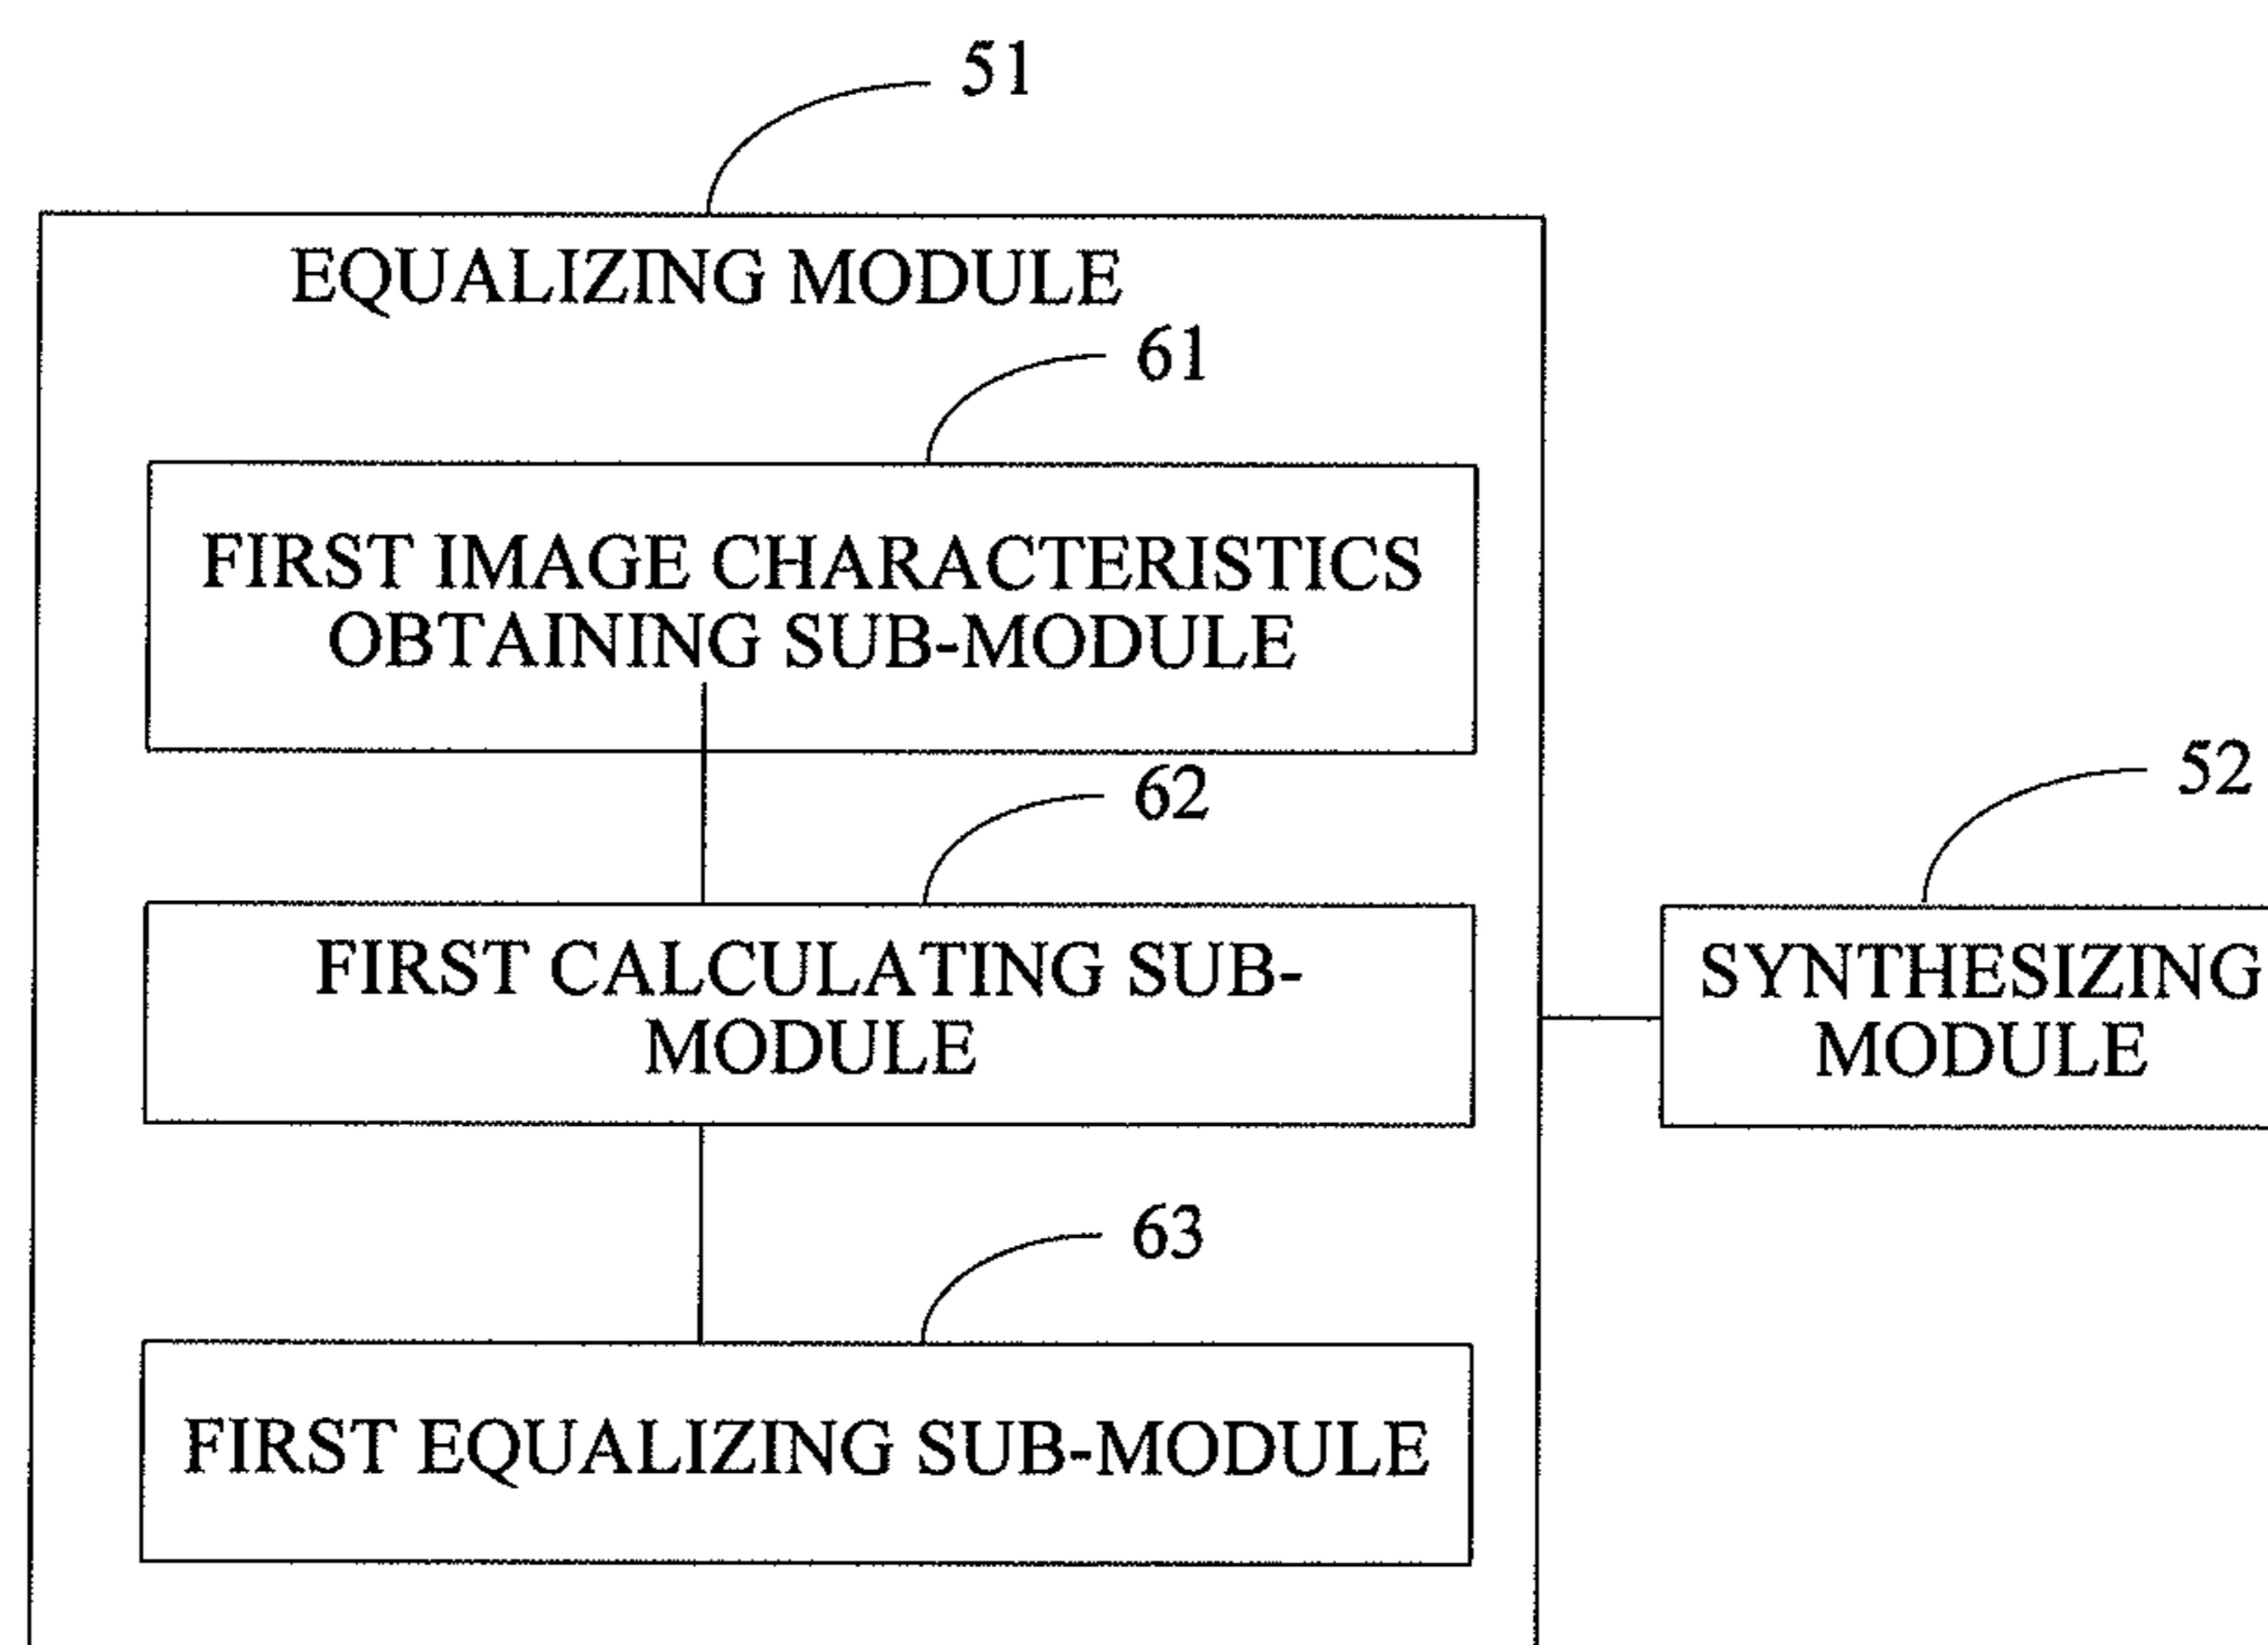 51
EQUALIZING MODULE
61
FIRST IMAGE CHARACTERISTICS
OBTAINING SUB-MODULE
62
52
FIRST CALCULATING SUB-
MODULE
SYNTHESIZING
MODULE
63
FIRST EQUALIZING SUB-MODULE